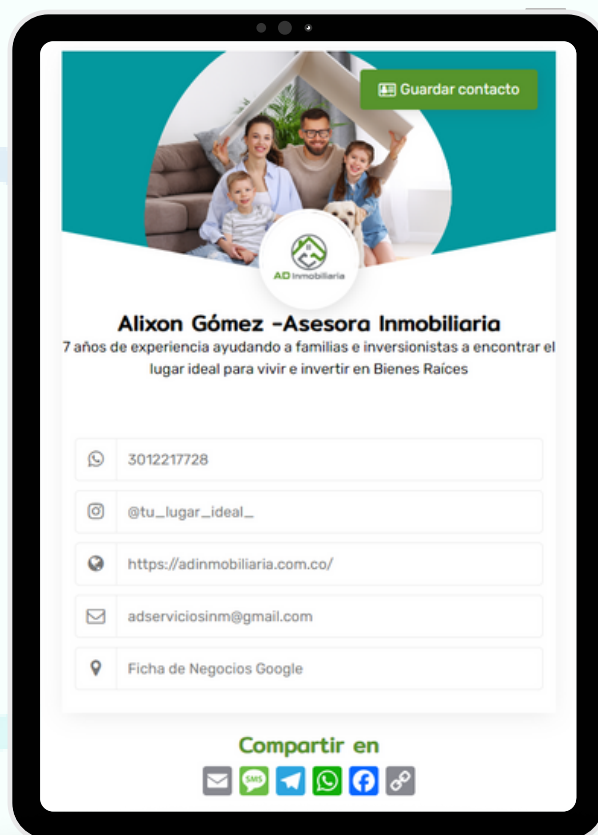 Guardar contacto
AD Inmobiliaria
Alixon Gómez -Asesora Inmobiliaria
7 años de experiencia ayudando a familias e inversionistas a encontrar el
lugar ideal para vivir e invertir en Bienes Raíces
3012217728
@tu_lugar_ideal_
https://adinmobiliaria.com.co/
adserviciosinm@gmail.com
Ficha de Negocios Google
Compartir en
SMS